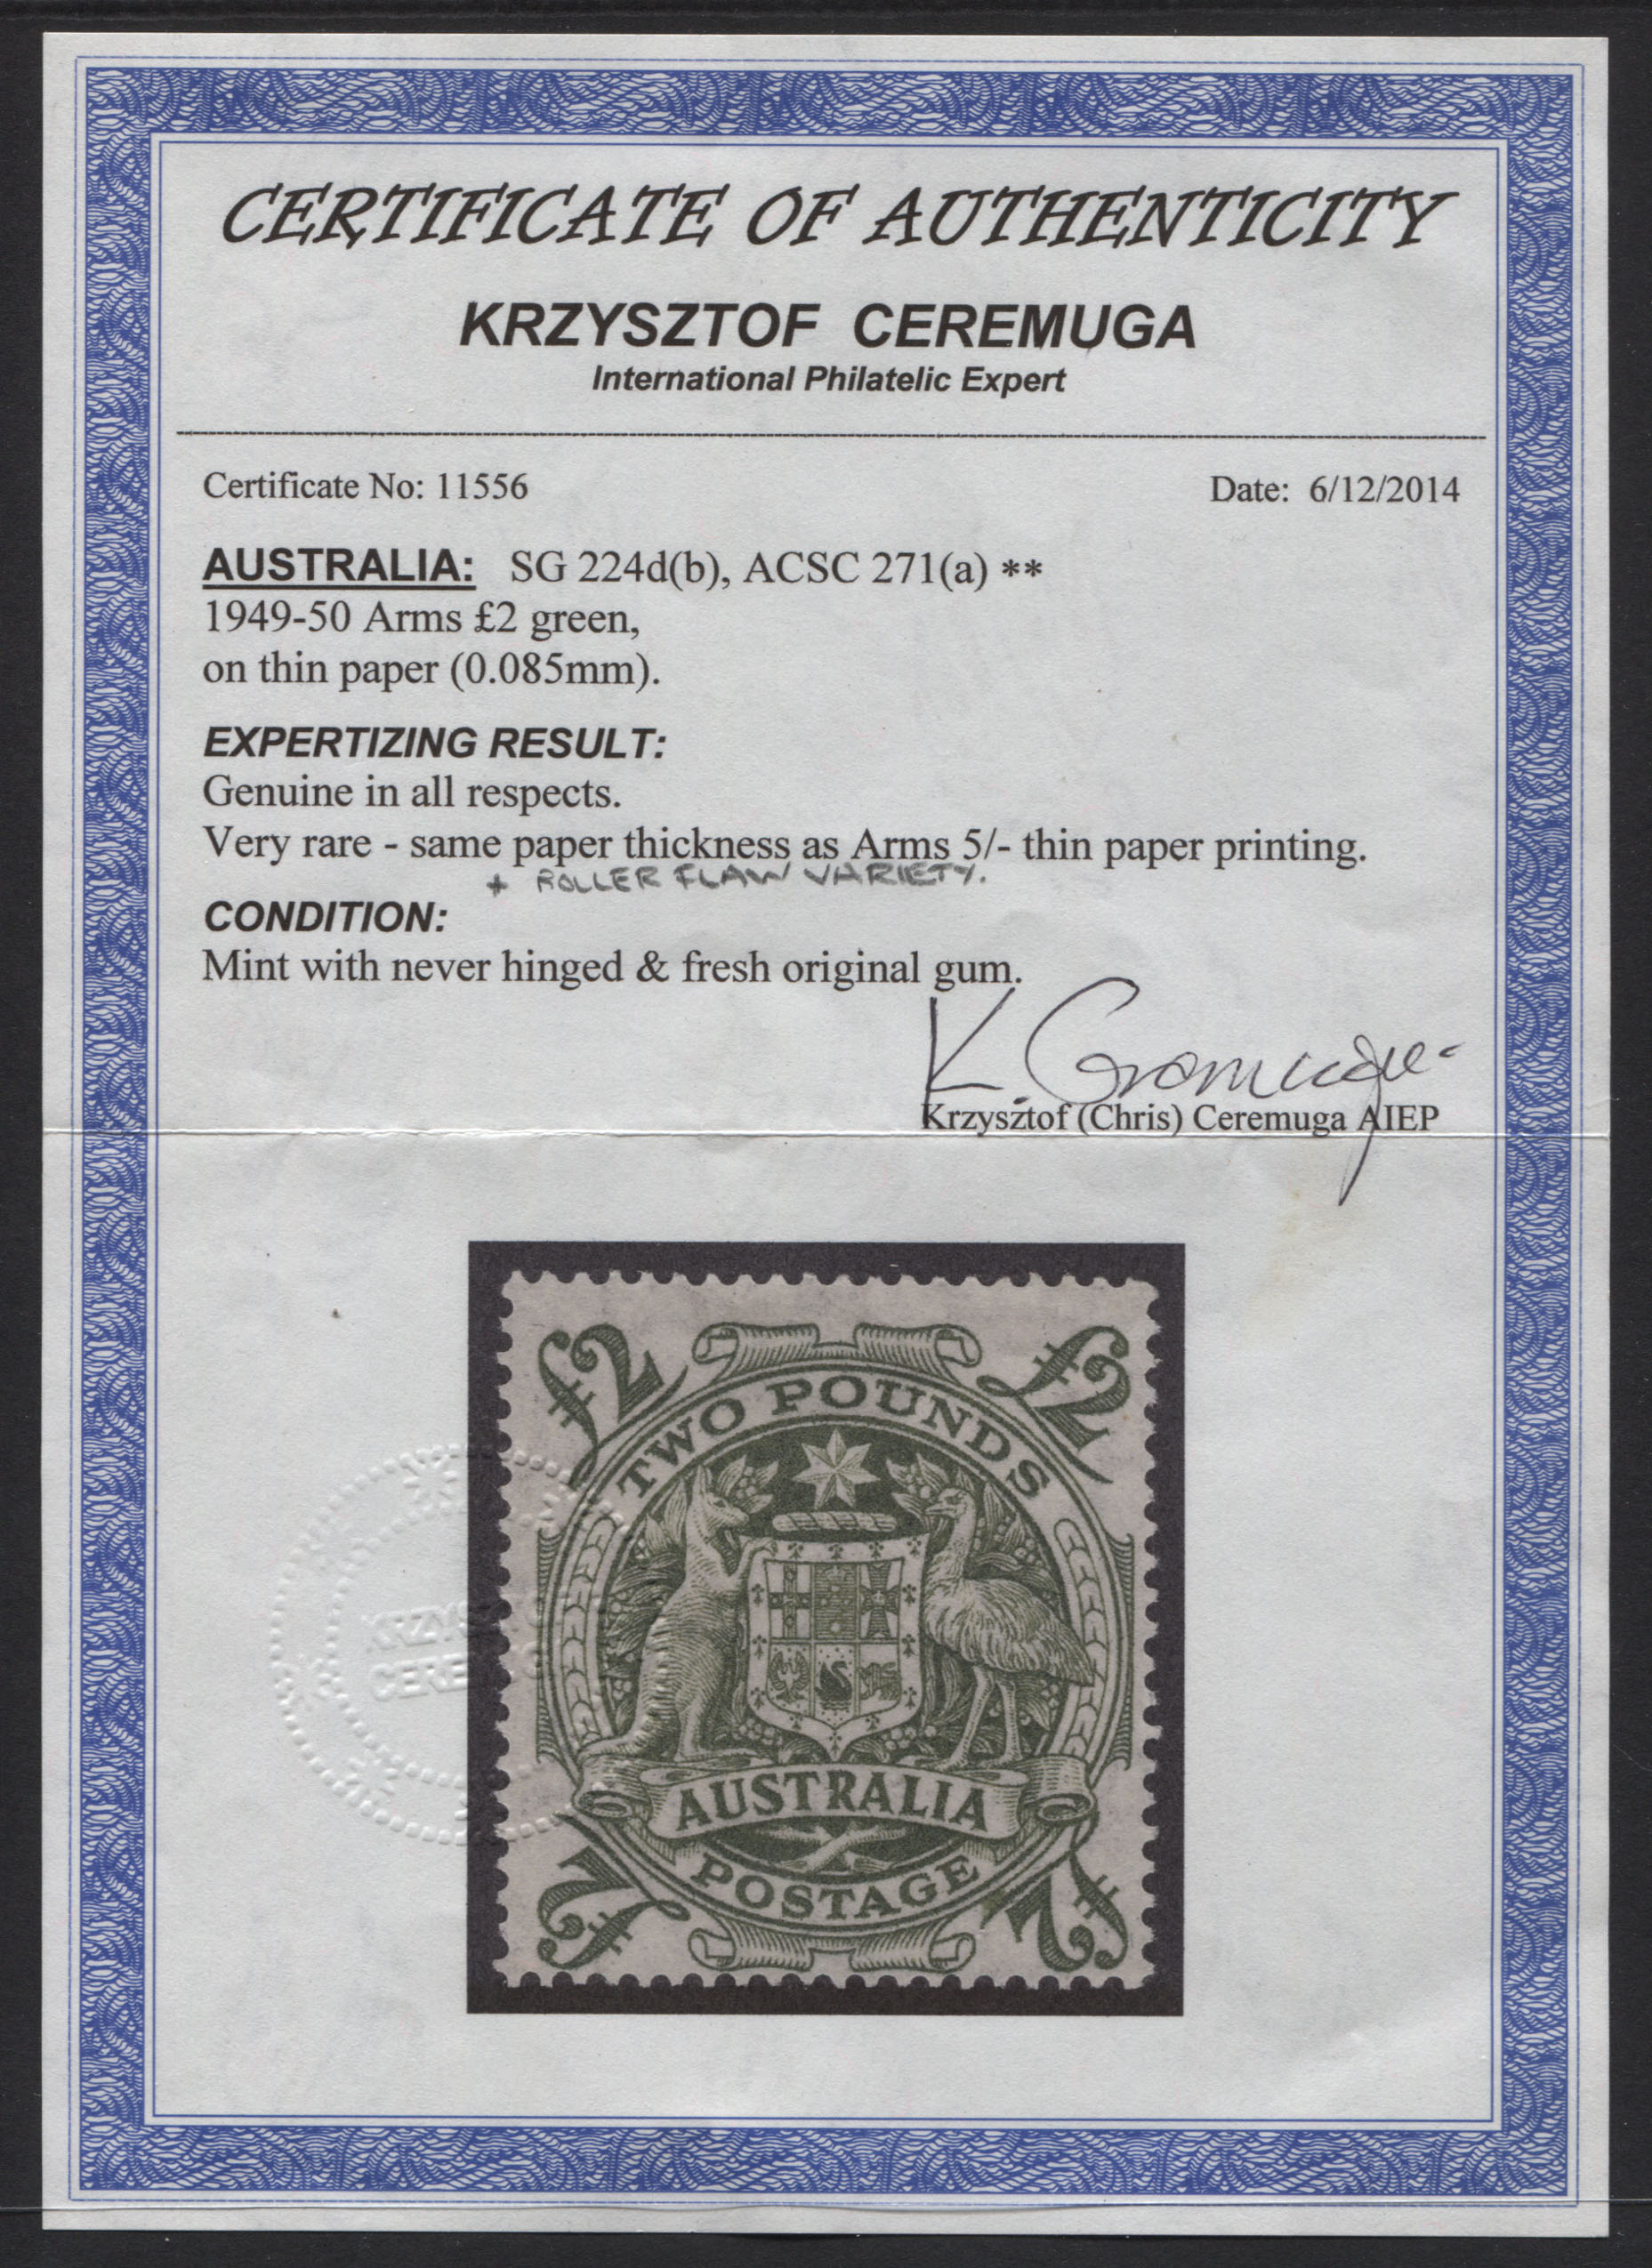 CERTIFICATE OF AUTHENTICITY
KRZYSZTOF CEREMUGA
International Philatelic Expert
Certificate No: 11556 Date: 6/12/2014
AUSTRALIA: SG 224d(b), ACSC 271(a) **
1949-50 Arms £2 green,
on thin paper (0.085mm).
EXPERTIZING RESULT:
Genuine in all respects.
Very rare - same paper thickness as Arms 5/- thin paper printing.
+ ROLLER FLAW VARIETY.
CONDITION:
Mint with never hinged & fresh original gum.
K. Ceremuga
Krzysztof (Chris) Ceremuga AIEP
£2 £2
TWO POUNDS
KRZYS
CERE
AUSTRALIA
POSTAGE
£2 £2